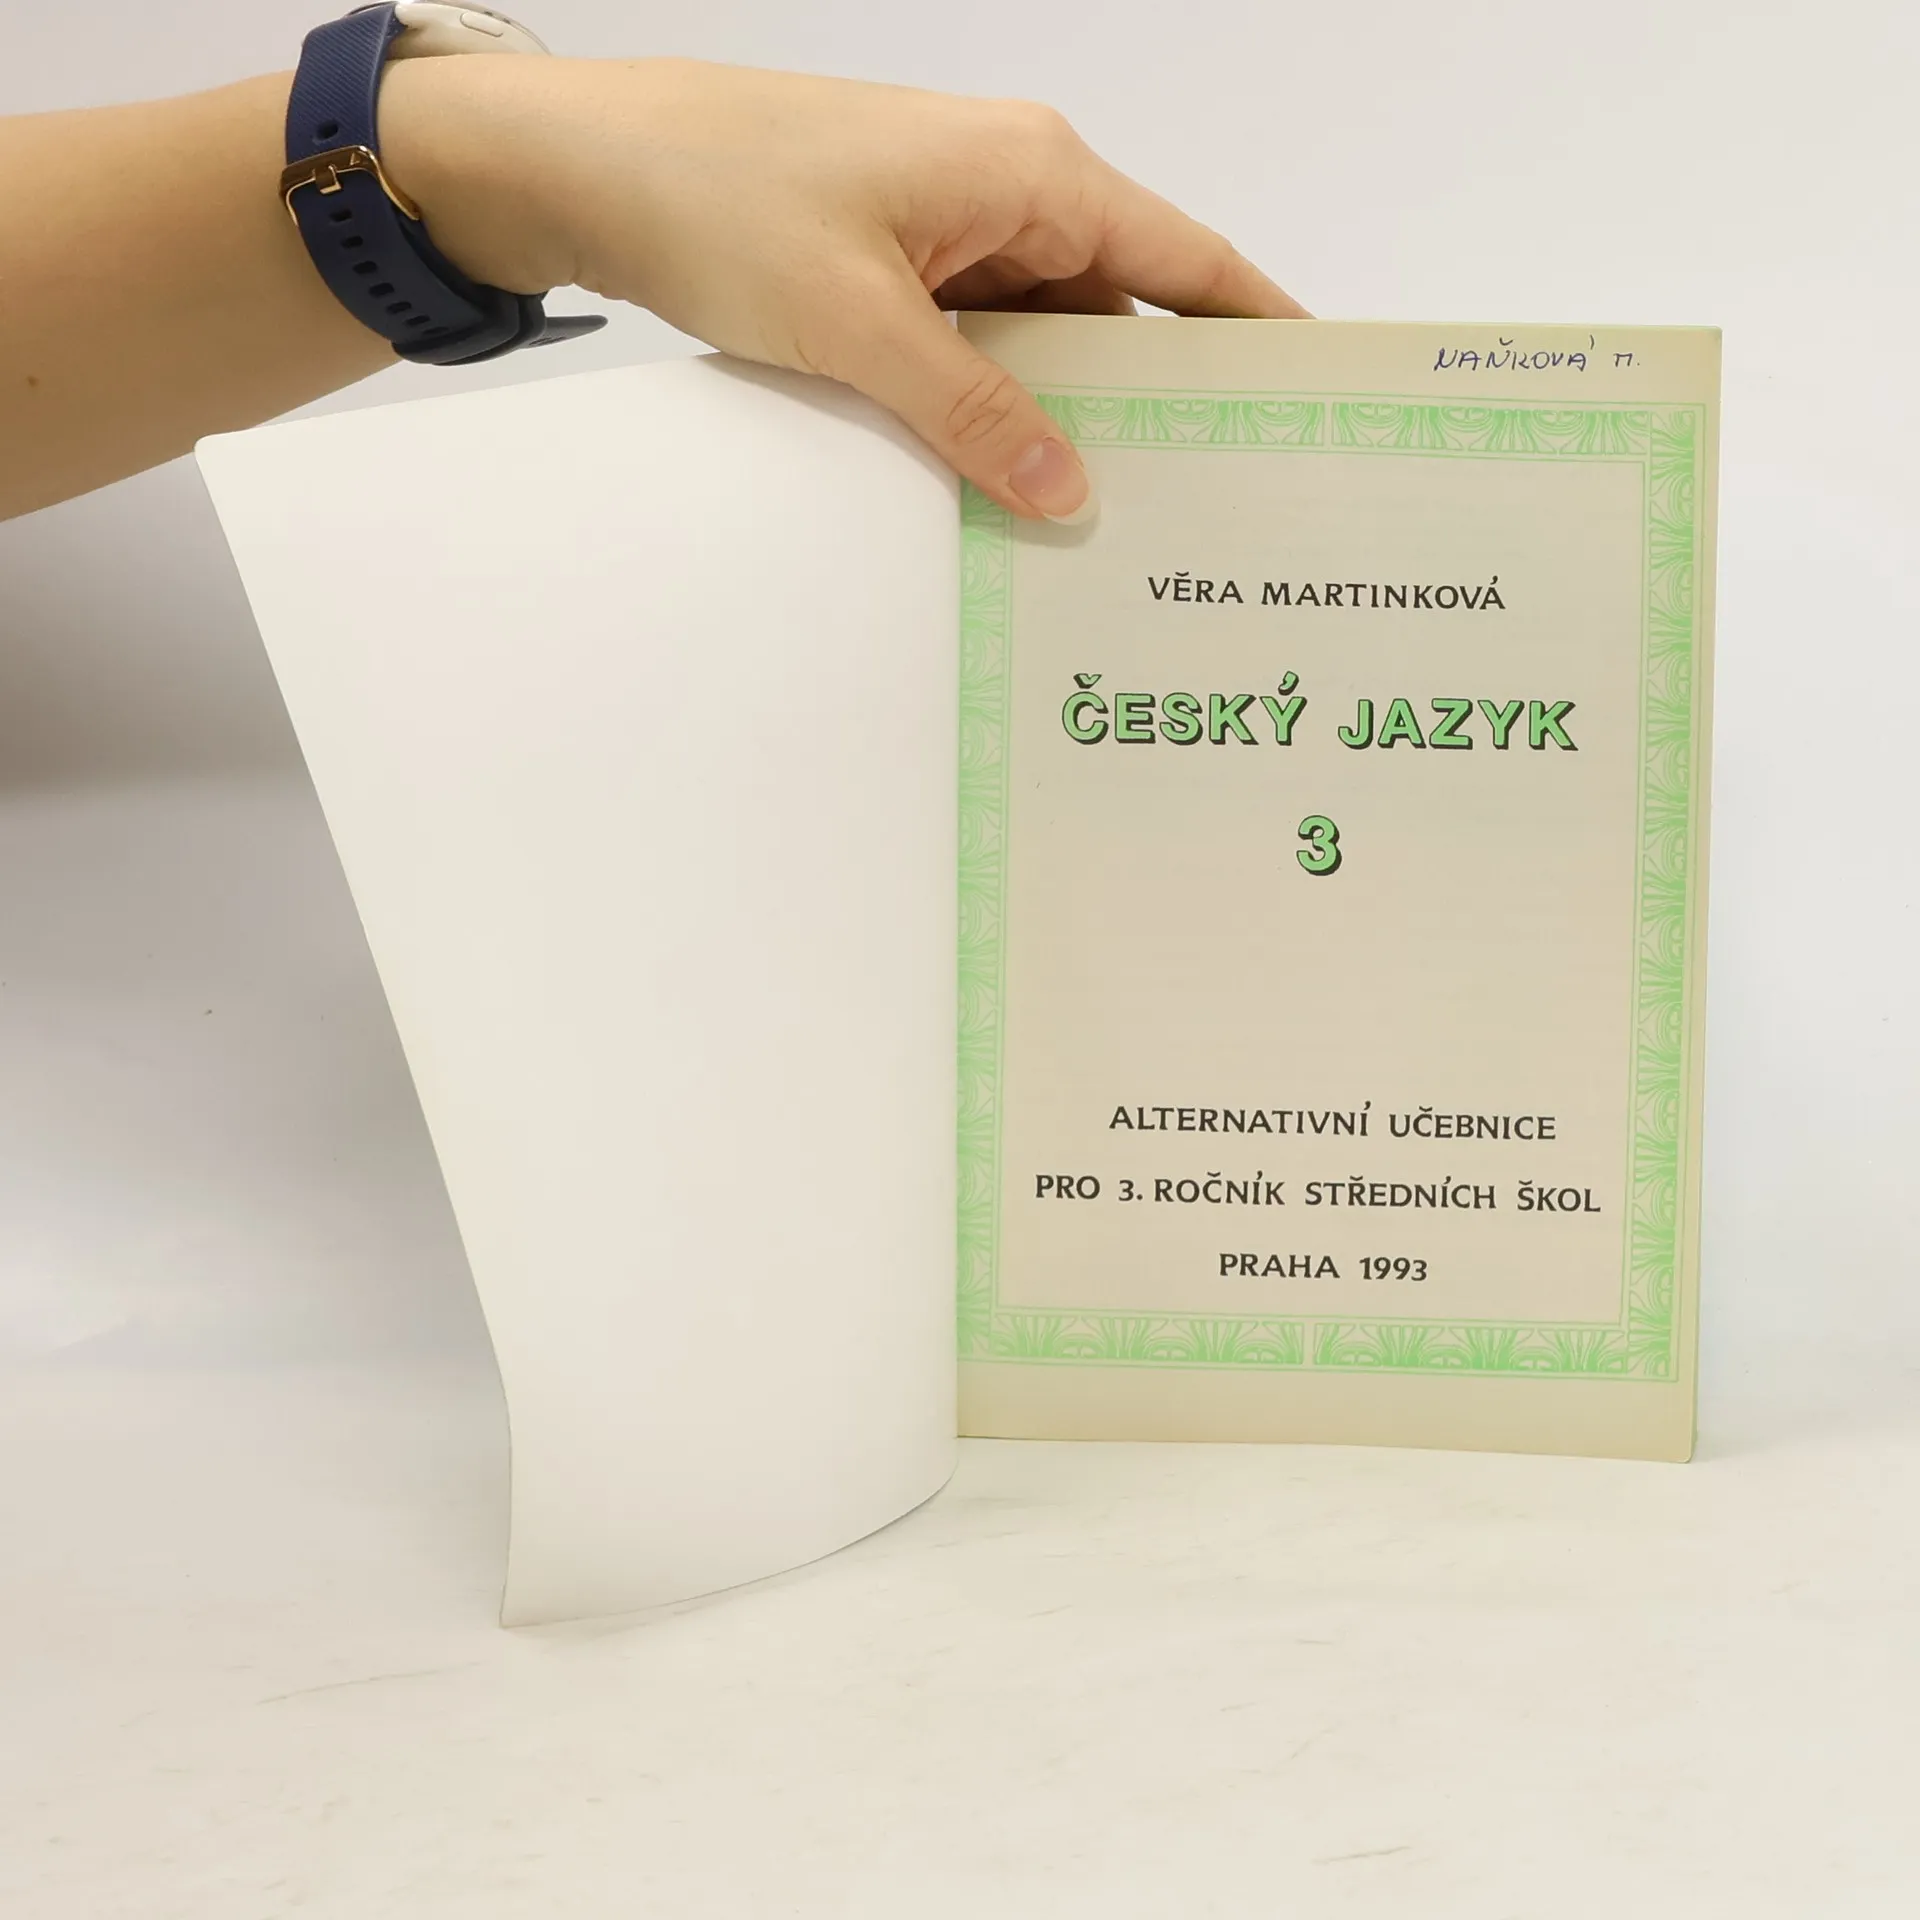 NAŇKOVÁ M.
VĚRA MARTINKOVÁ
ČESKÝ JAZYK
3
ALTERNATIVNÍ UČEBNICE
PRO 3. ROČNÍK STŘEDNÍCH ŠKOL
PRAHA 1993